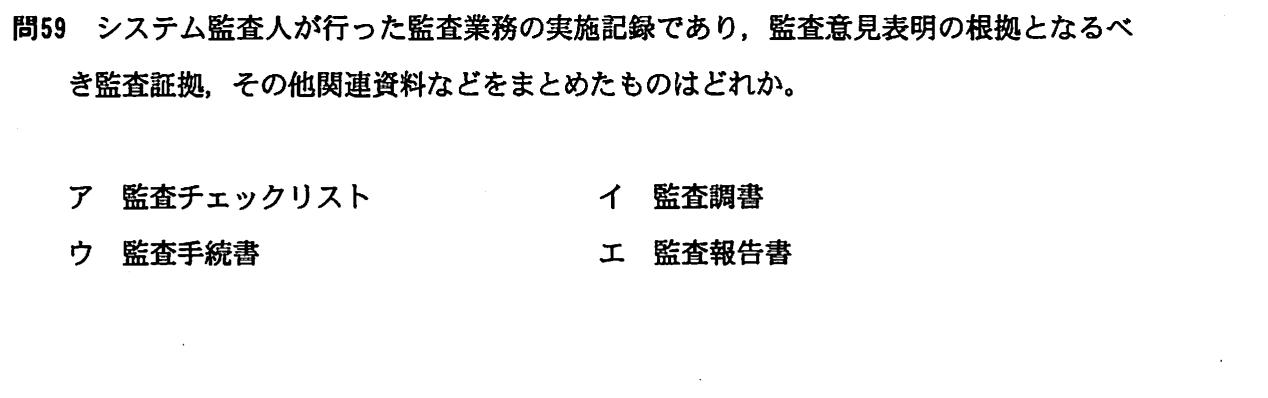 問59 システム監査人が行った監査業務の実施記録であり，監査意見表明の根拠となるべ
き監査証拠，その他関連資料などをまとめたものはどれか。
ア 監査チェックリスト イ 監査調書
ウ 監査手続書 エ 監査報告書